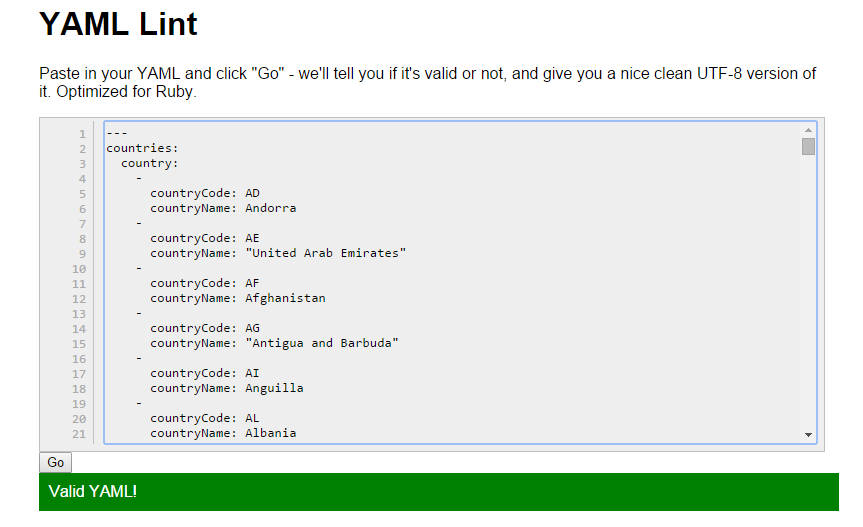 YAML Lint
Paste in your YAML and click "Go" - we'll tell you if it's valid or not, and give you a nice clean UTF-8 version of
it. Optimized for Ruby.
1 ---
2 countries:
3   country:
4     -
5       countryCode: AD
6       countryName: Andorra
7     -
8       countryCode: AE
9       countryName: "United Arab Emirates"
10     -
11       countryCode: AF
12       countryName: Afghanistan
13     -
14       countryCode: AG
15       countryName: "Antigua and Barbuda"
16     -
17       countryCode: AI
18       countryName: Anguilla
19     -
20       countryCode: AL
21       countryName: Albania
Go
Valid YAML!